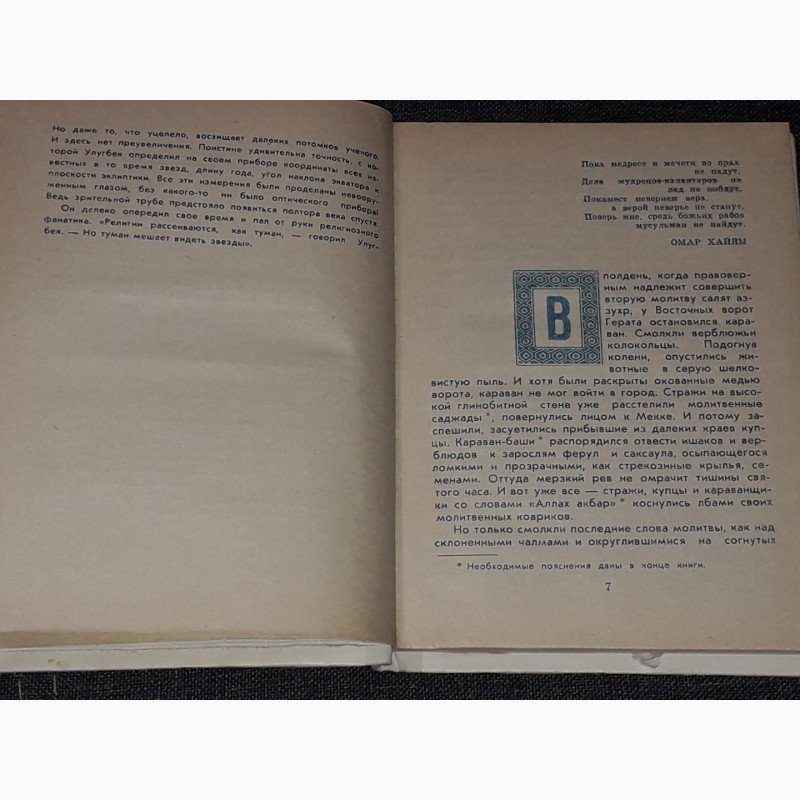 Но даже то, что уцелело, восхищает далеких потомков ученого.
И здесь нет преувеличения. Поистине удивительна точность, с ко-
торой Улугбек определил на своем приборе координаты всех из-
вестных в то время звезд, длину года, угол наклона экватора к
плоскости эклиптики. Все эти измерения были проделаны невоору-
женным глазом, без какого-то ни было оптического прибора!
Ведь зрительной трубе предстояло появиться полтора века спустя.
Он далеко опередил свое время и пал от руки религиозного
фанатика. «Религии рассеиваются, как туман, — говорил Улуг-
бек. — Но туман мешает видеть звезды».
Пока медресе и мечети во прах
не падут,
Дела мудрецов-каландаров на
лад не пойдут,
Покамест неверием вера,
а верой неверье не станут,
Поверь мне, средь божьих рабов
мусульман не найдут.
ОМАР ХАЙЯМ
В полдень, когда правовер-
ным надлежит совершить
вторую молитву салят аз-
зухр, у Восточных ворот
Герата остановился кара-
ван. Смолкли верблюжьи
колокольцы. Подогнув
колени, опустились жи-
вотные в серую шелко-
вистую пыль. И хотя были раскрыты окованные медью
ворота, караван не мог войти в город. Стражи на высо-
кой глинобитной стене уже расстелили молитвенные
саджады*, повернулись лицом к Мекке. И потому за-
спешили, засуетились прибывшие из далеких краев куп-
цы. Караван-баши* распорядился отвести ишаков и вер-
блюдов к зарослям ферул и саксаула, осыпающегося
ломкими и прозрачными, как стрекозиные крылья, се-
менами. Оттуда мерзкий рев не омрачит тишины свя-
того часа. И вот уже все — стражи, купцы и караванщи-
ки со словами «Аллах акбар»* коснулись лбами своих
молитвенных ковриков.
Но только смолкли последние слова молитвы, как над
склоненными чалмами и округлившимися на согнутых
* Необходимые пояснения даны в конце книги.
7